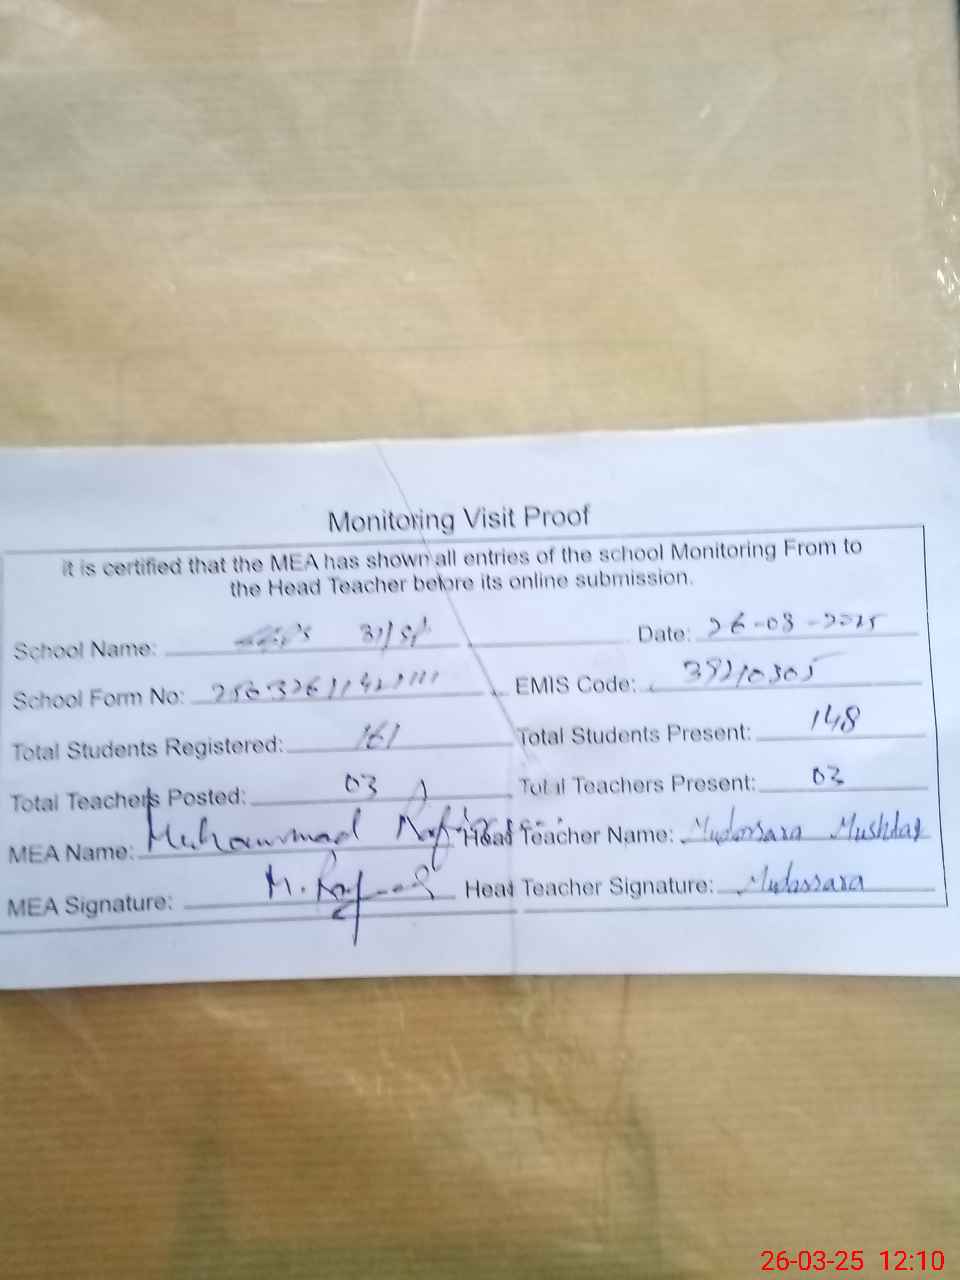 Monitoring Visit Proof
it is certified that the MEA has shown all entries of the school Monitoring From to
the Head Teacher before its online submission.
School Name: Date: 26-03-2025
School Form No: EMIS Code: 39210305
Total Students Registered: 161 Total Students Present: 148
Total Teachers Posted: 03 Total Teachers Present: 03
MEA Name: Muhammad Head Teacher Name: Mudassara Mushtaq
MEA Signature: Head Teacher Signature: Mudassara
26-03-25 12:10